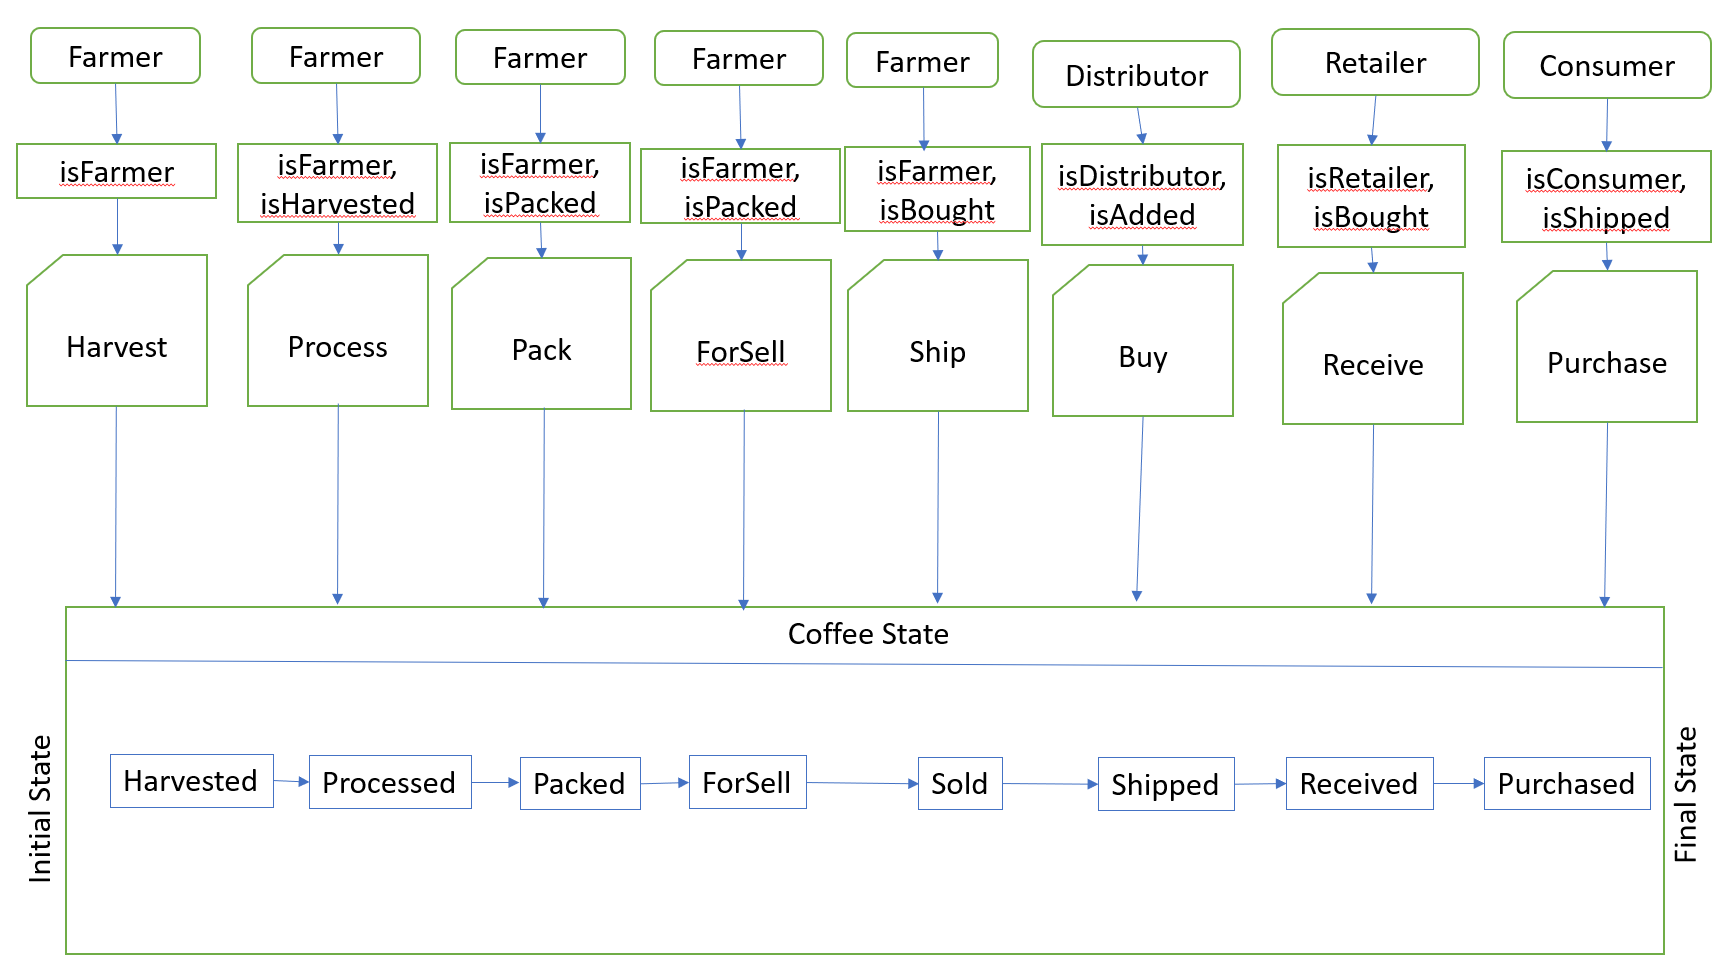 Farmer
Farmer
Farmer
Farmer
Farmer
Distributor
Retailer
Consumer
isFarmer
isFarmer,
isHarvested
isFarmer,
isPacked
isFarmer,
isPacked
isFarmer,
isBought
isDistributor,
isAdded
isRetailer,
isBought
isConsumer,
isShipped
Harvest
Process
Pack
ForSell
Ship
Buy
Receive
Purchase
Coffee State
Initial State
Harvested
Processed
Packed
ForSell
Sold
Shipped
Received
Purchased
Final State